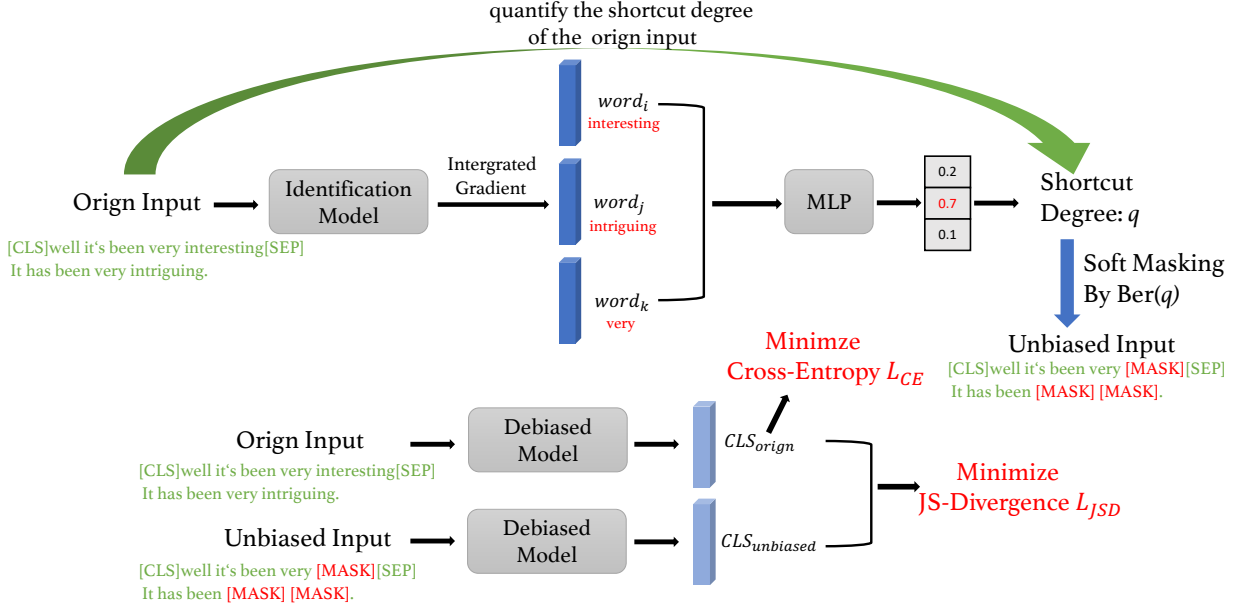 quantify the shortcut degree
of the orign input
word_i
interesting
Intergrated
Gradient
Orign Input
Identification
Model
word_j
intriguing
MLP
0.2
0.7
0.1
Shortcut
Degree: q
[CLS]well it‘s been very interesting[SEP]
It has been very intriguing.
Soft Masking
By Ber(q)
word_k
very
Unbiased Input
[CLS]well it‘s been very [MASK][SEP]
It has been [MASK] [MASK].
Minimze
Cross-Entropy L_CE
Orign Input
Debiased
Model
CLS_orign
[CLS]well it‘s been very interesting[SEP]
It has been very intriguing.
Minimize
JS-Divergence L_JSD
Unbiased Input
Debiased
Model
CLS_unbiased
[CLS]well it‘s been very [MASK][SEP]
It has been [MASK] [MASK].